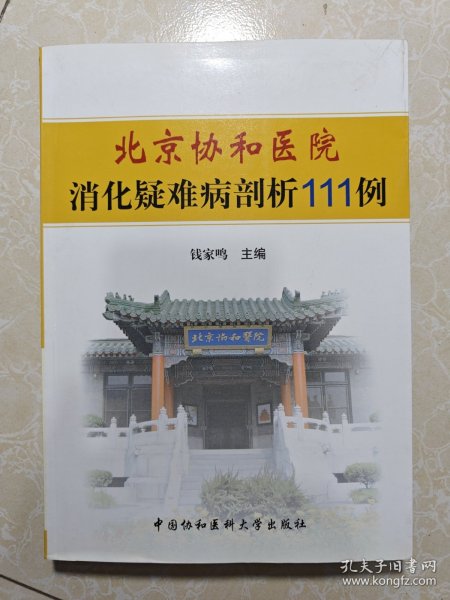 北京协和医院
消化疑难病剖析111例
钱家鸣 主编
北京协和醫院
中国协和医科大学出版社
孔夫子旧书网
www.kongfz.com